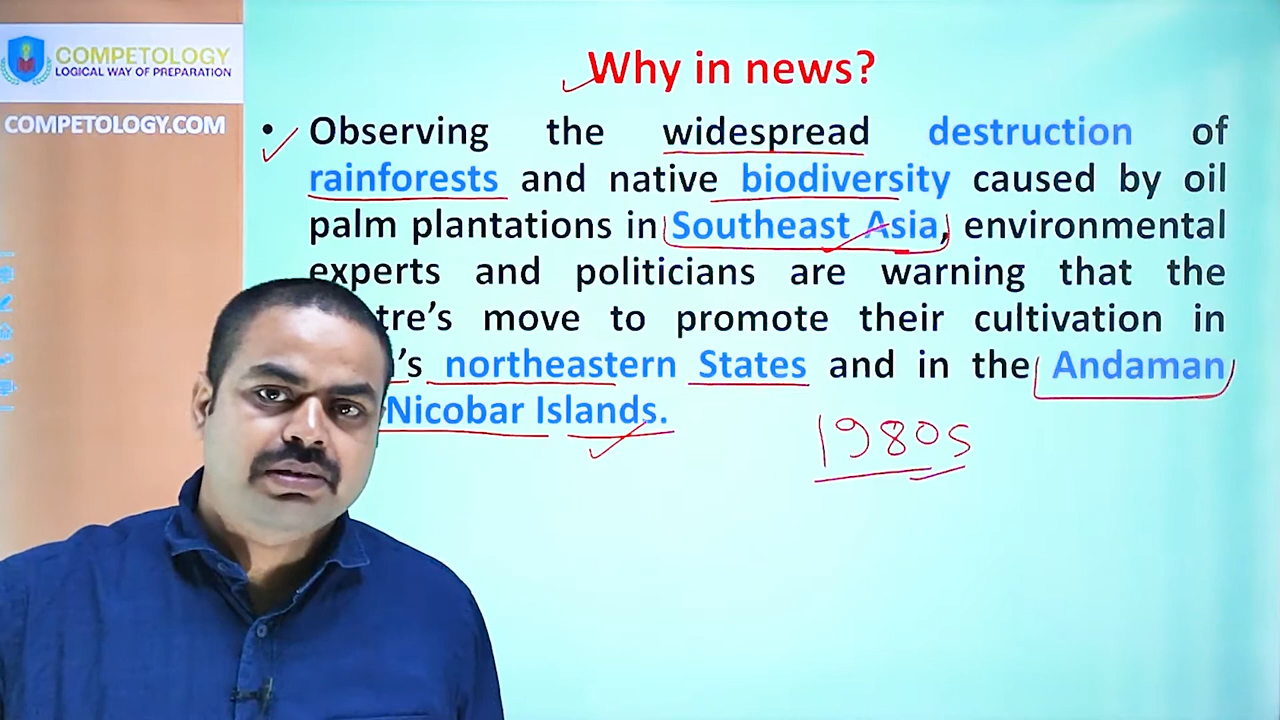 COMPETOLOGY
LOGICAL WAY OF PREPARATION
COMPETOLOGY.COM
Why in news?
• Observing the widespread destruction of
rainforests and native biodiversity caused by oil
palm plantations in Southeast Asia, environmental
experts and politicians are warning that the
tre’s move to promote their cultivation in
’s northeastern States and in the Andaman
Nicobar Islands.
1980s